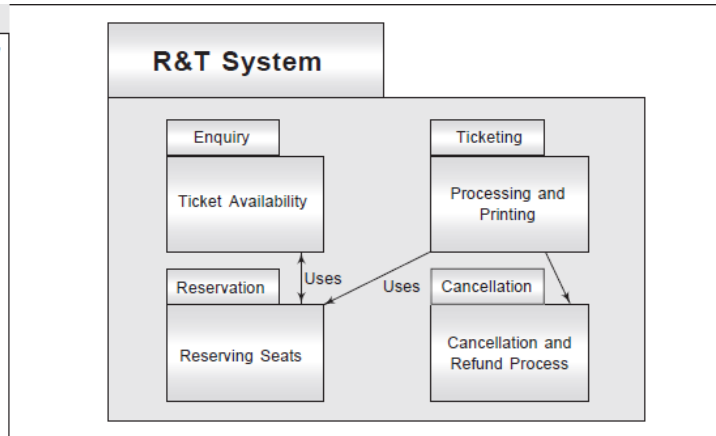 R&T System
Enquiry
Ticketing
Ticket Availability
Processing and
Printing
Uses
Uses
Reservation
Cancellation
Reserving Seats
Cancellation and
Refund Process